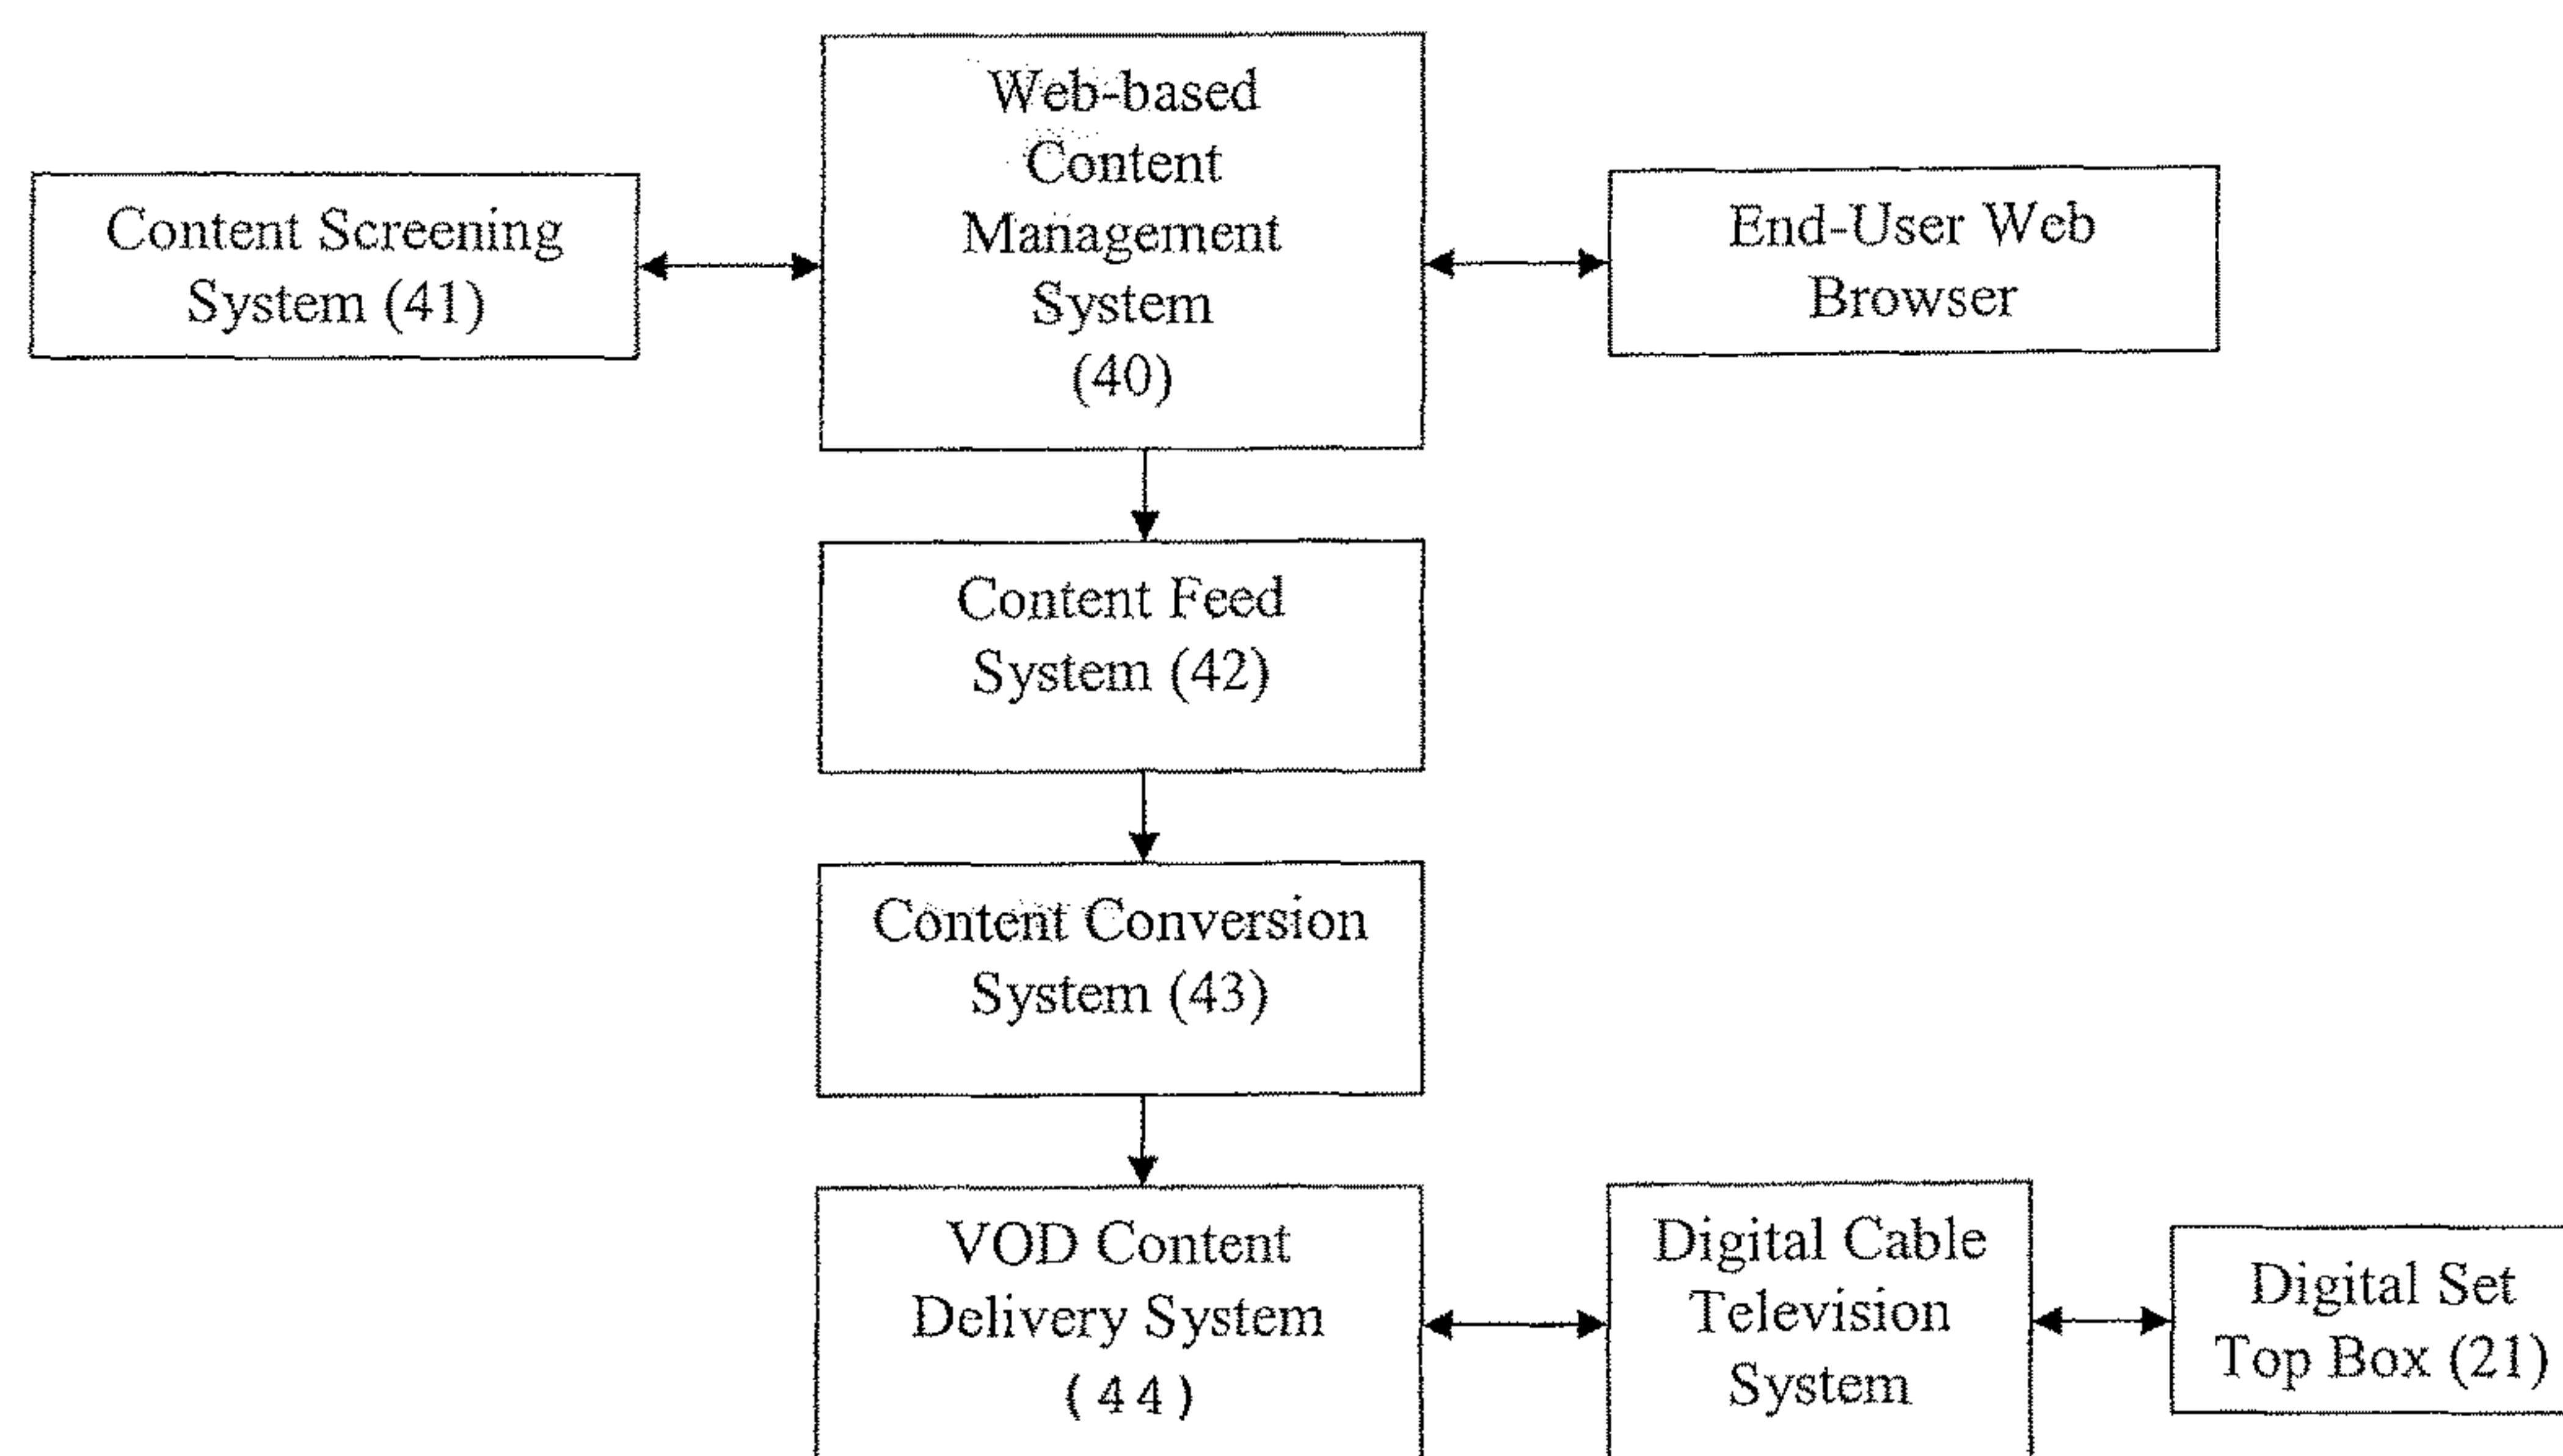 Web-based
Content
Management
System
(40)
Content Screening
System (41)
End-User Web
Browser
Content Feed
System (42)
Content Conversion
System (43)
VOD Content
Delivery System
(44)
Digital Cable
Television
System
Digital Set
Top Box (21)